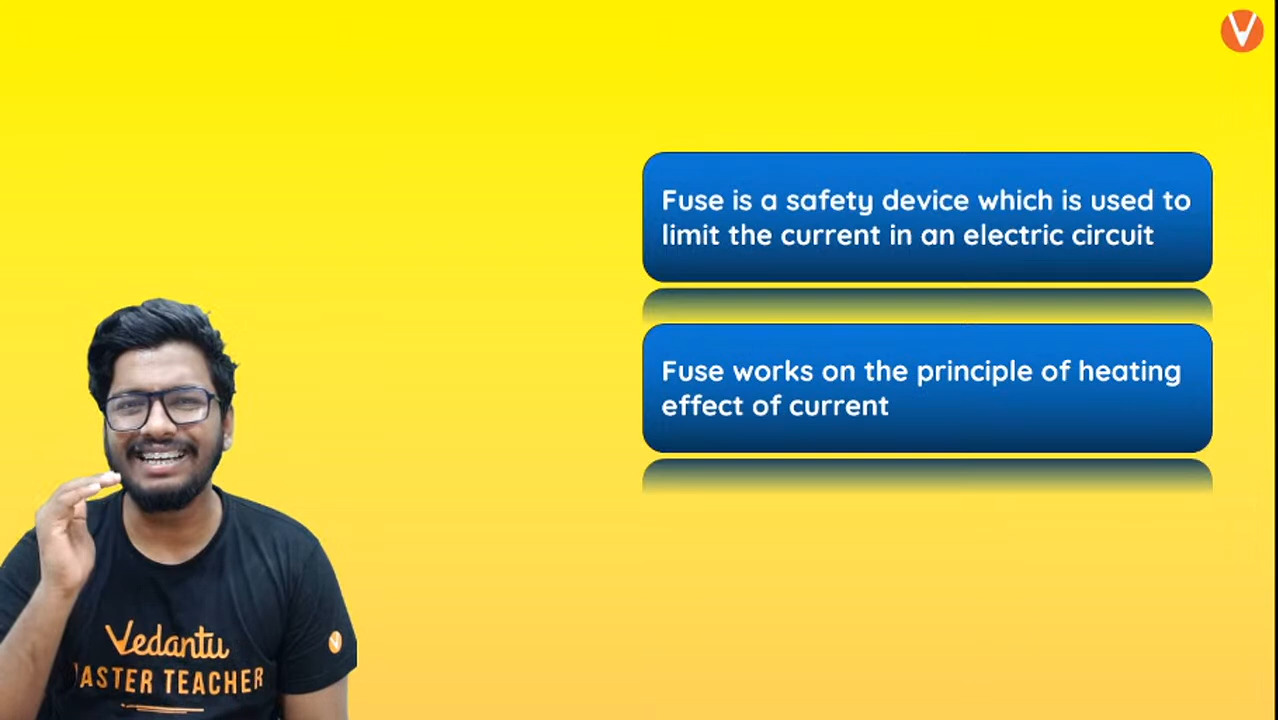 Fuse is a safety device which is used to
limit the current in an electric circuit
Fuse works on the principle of heating
effect of current
Vedantu
MASTER TEACHER